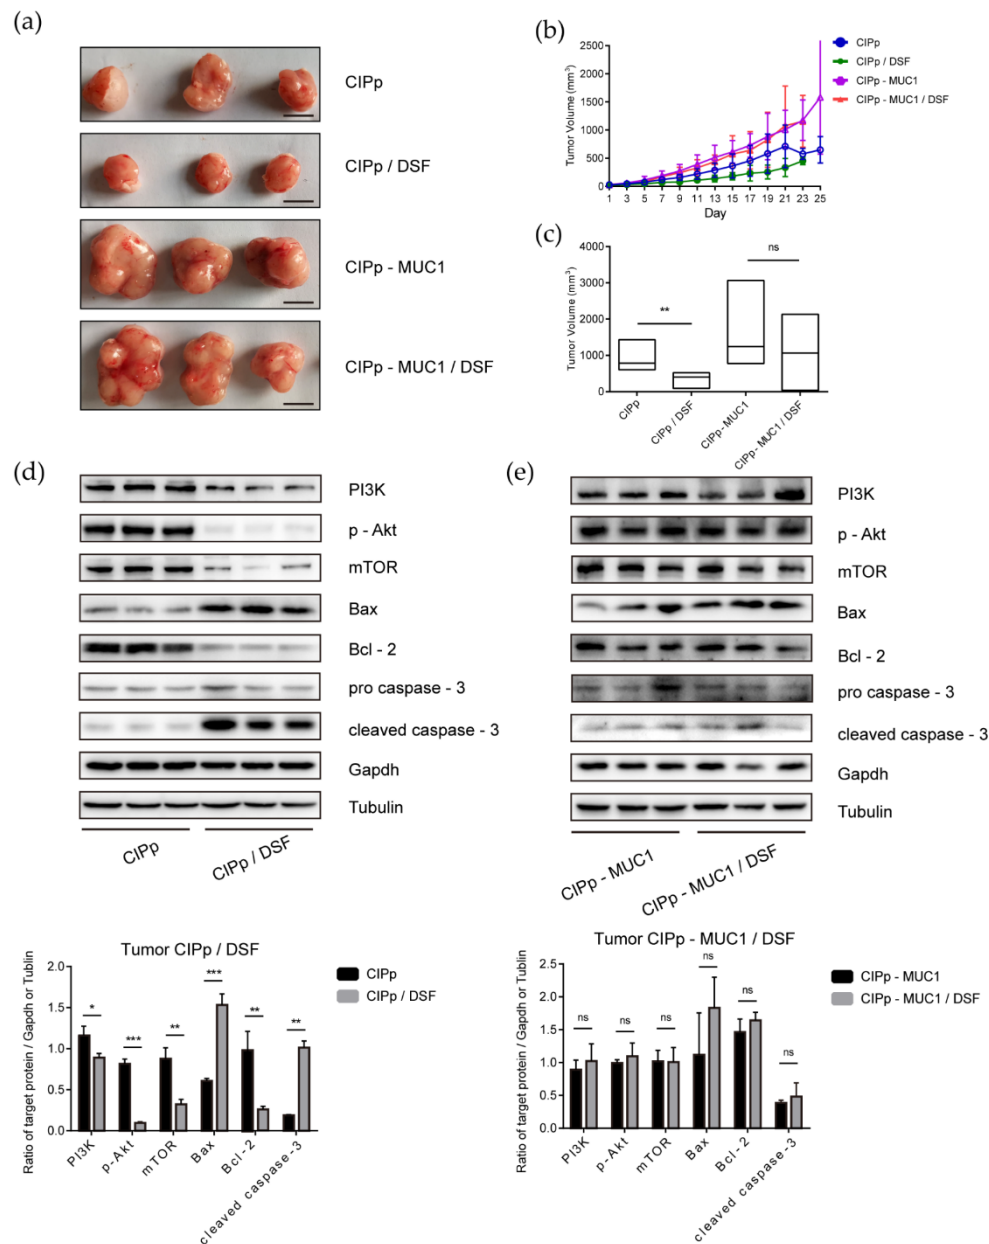 (a)
CIPp
CIPp / DSF
CIPp - MUC1
CIPp - MUC1 / DSF
(b)
Tumor Volume (mm³)
2500
2000
1500
1000
500
0
1 3 5 7 9 11 13 15 17 19 21 23 25
Day
CIPp
CIPp / DSF
CIPp - MUC1
CIPp - MUC1 / DSF
(c)
Tumor Volume (mm³)
4000
3000
2000
1000
0
**
ns
CIPp
CIPp / DSF
CIPp - MUC1
CIPp - MUC1 / DSF
(d)
PI3K
p - Akt
mTOR
Bax
Bcl - 2
pro caspase - 3
cleaved caspase - 3
Gapdh
Tubulin
CIPp
CIPp / DSF
Tumor CIPp / DSF
Ratio of target protein / Gapdh or Tublin
2.0
1.5
1.0
0.5
0.0
*
***
**
***
**
**
PI3K
p-Akt
mTOR
Bax
Bcl-2
cleaved caspase-3
CIPp
CIPp / DSF
(e)
PI3K
p - Akt
mTOR
Bax
Bcl - 2
pro caspase - 3
cleaved caspase - 3
Gapdh
Tubulin
CIPp - MUC1
CIPp - MUC1 / DSF
Tumor CIPp - MUC1 / DSF
Ratio of target protein / Gapdh or Tublin
2.5
2.0
1.5
1.0
0.5
0.0
ns
ns
ns
ns
ns
ns
PI3K
p-Akt
mTOR
Bax
Bcl-2
cleaved caspase-3
CIPp - MUC1
CIPp - MUC1 / DSF